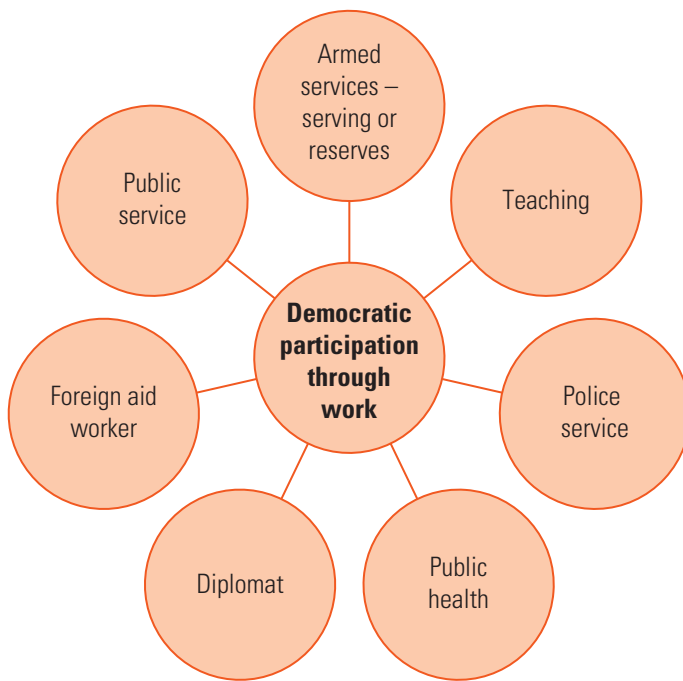 Armed
services –
serving or
reserves
Teaching
Police
service
Public
health
Diplomat
Foreign aid
worker
Public
service
Democratic
participation
through
work